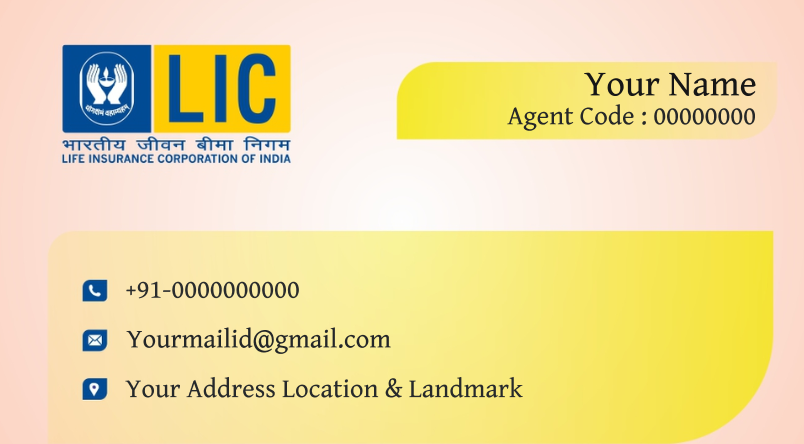 LIC
भारतीय जीवन बीमा निगम
LIFE INSURANCE CORPORATION OF INDIA
Your Name
Agent Code : 00000000
+91-0000000000
Yourmailid@gmail.com
Your Address Location & Landmark